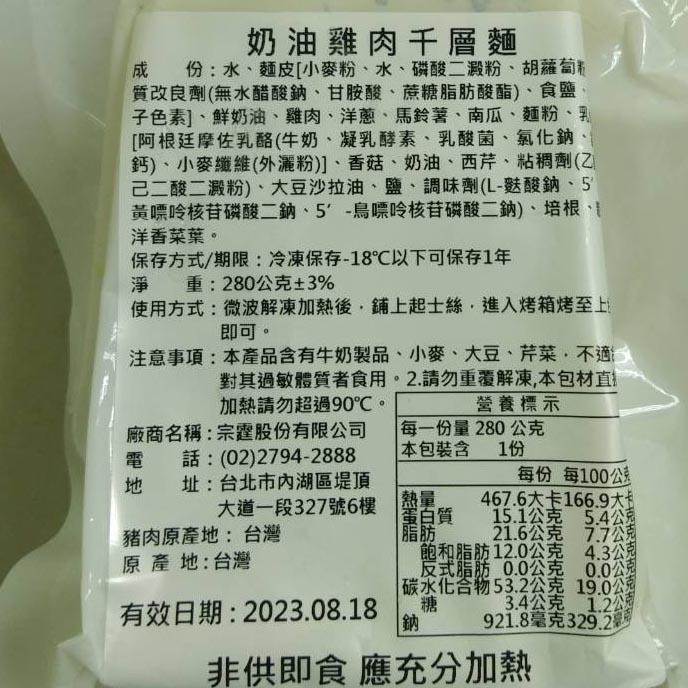 奶油雞肉千層麵
成 份：水、麵皮[小麥粉、水、磷酸二澱粉、胡蘿蔔
質改良劑(無水醋酸鈉、甘胺酸、蔗糖脂肪酸酯)、食鹽、
子色素]、鮮奶油、雞肉、洋蔥、馬鈴薯、南瓜、麵粉、乳
[阿根廷摩佐乳酪(牛奶、凝乳酵素、乳酸菌、氯化鈉、
鈣)、小麥纖維(外灑粉)]、香菇、奶油、西芹、粘稠劑(乙
己二酸二澱粉)、大豆沙拉油、鹽、調味劑(L-麩酸鈉、5'
黃嘌呤核苷磷酸二鈉、5' -鳥嘌呤核苷磷酸二鈉)、培根、
洋香菜葉。
保存方式/期限：冷凍保存-18℃以下可保存1年
淨 重：280公克±3%
使用方式：微波解凍加熱後，鋪上起士絲，進入烤箱烤至上
即可。
注意事項：本產品含有牛奶製品、小麥、大豆、芹菜，不適
對其過敏體質者食用。2.請勿重覆解凍,本包材直
加熱請勿超過90℃。
廠商名稱：宗霆股份有限公司
電 話：(02)2794-2888
地 址：台北市內湖區堤頂
大道一段327號6樓
豬肉原產地：台灣
原 產 地：台灣
有效日期：2023.08.18
營養標示
每一份量 280 公克
本包裝含 1份
每份 每100公克
熱量 467.6大卡 166.9大卡
蛋白質 15.1公克 5.4公克
脂肪 21.6公克 7.7公克
飽和脂肪 12.0公克 4.3公克
反式脂肪 0.0公克 0.0公克
碳水化合物 53.2公克 19.0公克
糖 3.4公克 1.2公克
鈉 921.8毫克 329.2毫克
非供即食 應充分加熱